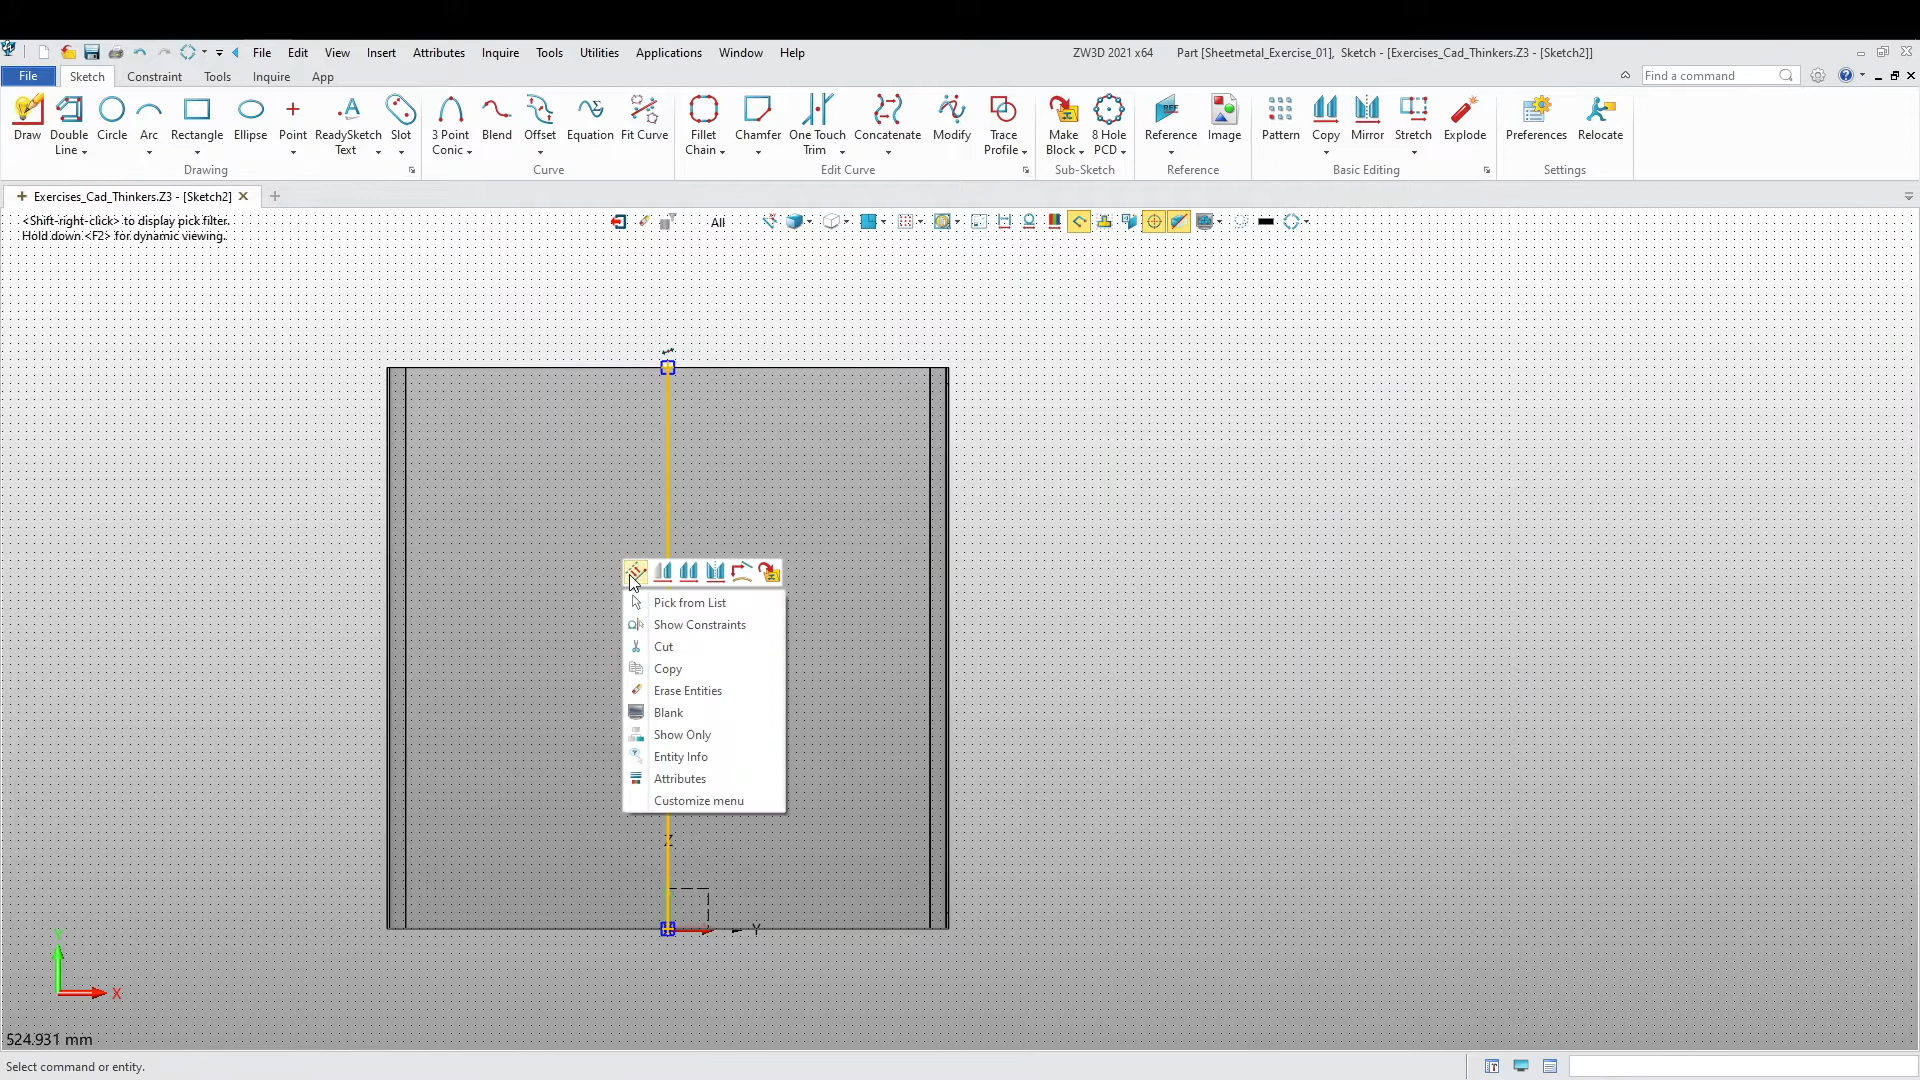 File Edit View Insert Attributes Inquire Tools Utilities Applications Window Help ZW3D 2021 x64 Part [Sheetmetal_Exercise_01], Sketch - [Exercises_Cad_Thinkers.Z3 - [Sketch2]]
File Sketch Constraint Tools Inquire App Find a command
Draw Double Line Circle Arc Rectangle Ellipse Point ReadySketch Text Slot 3 Point Conic Blend Offset Equation Fit Curve Fillet Chain Chamfer One Touch Trim Concatenate Modify Trace Profile Make Block 8 Hole PCD Reference Image Pattern Copy Mirror Stretch Explode Preferences Relocate
Drawing Curve Edit Curve Sub-Sketch Reference Basic Editing Settings
Exercises_Cad_Thinkers.Z3 - [Sketch2]
<Shift-right-click> to display pick filter.
Hold down <F2> for dynamic viewing.
All
Pick from List
Show Constraints
Cut
Copy
Erase Entities
Blank
Show Only
Entity Info
Attributes
Customize menu
Z
Y
Y
X
524.931 mm
Select command or entity.